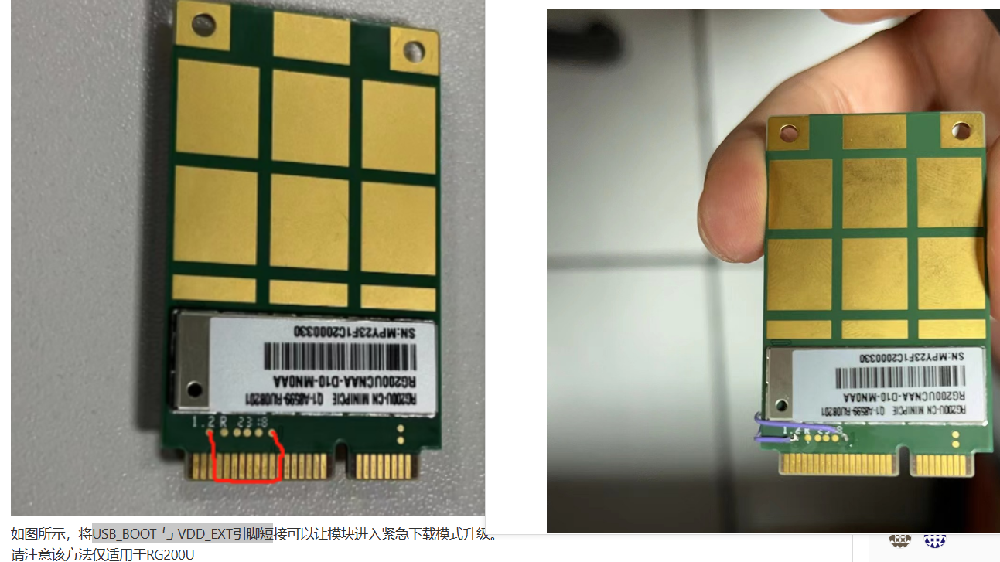 SN:MPY23F1C2000330
RG200UCNAA-D10-MN0AA
RG200U-CN MINIPCIE Q1-A8599-RU08201
1.2 R 23:8
SN:MPY23F1C2000330
RG200UCNAA-D10-MN0AA
RG200U-CN MINIPCIE Q1-A8599-RU08201
如图所示，将USB_BOOT 与 VDD_EXT引脚短接可以让模块进入紧急下载模式升级。
请注意该方法仅适用于RG200U